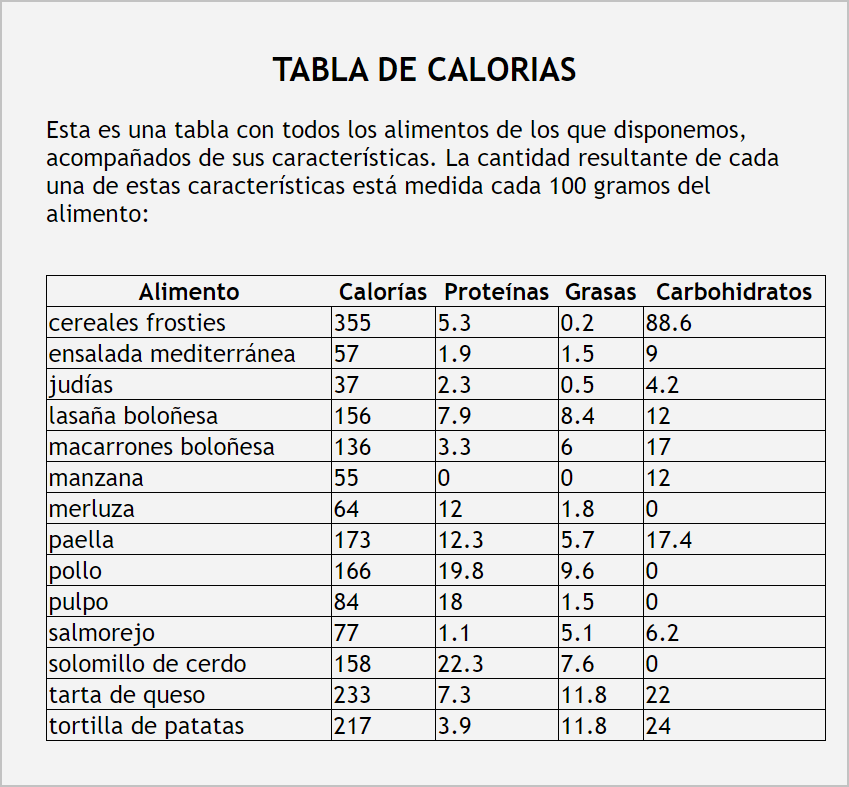 TABLA DE CALORIAS
Esta es una tabla con todos los alimentos de los que disponemos,
acompañados de sus características. La cantidad resultante de cada
una de estas características está medida cada 100 gramos del
alimento:
Alimento Calorías Proteínas Grasas Carbohidratos
cereales frosties 355 5.3 0.2 88.6
ensalada mediterránea 57 1.9 1.5 9
judías 37 2.3 0.5 4.2
lasaña boloñesa 156 7.9 8.4 12
macarrones boloñesa 136 3.3 6 17
manzana 55 0 0 12
merluza 64 12 1.8 0
paella 173 12.3 5.7 17.4
pollo 166 19.8 9.6 0
pulpo 84 18 1.5 0
salmorejo 77 1.1 5.1 6.2
solomillo de cerdo 158 22.3 7.6 0
tarta de queso 233 7.3 11.8 22
tortilla de patatas 217 3.9 11.8 24